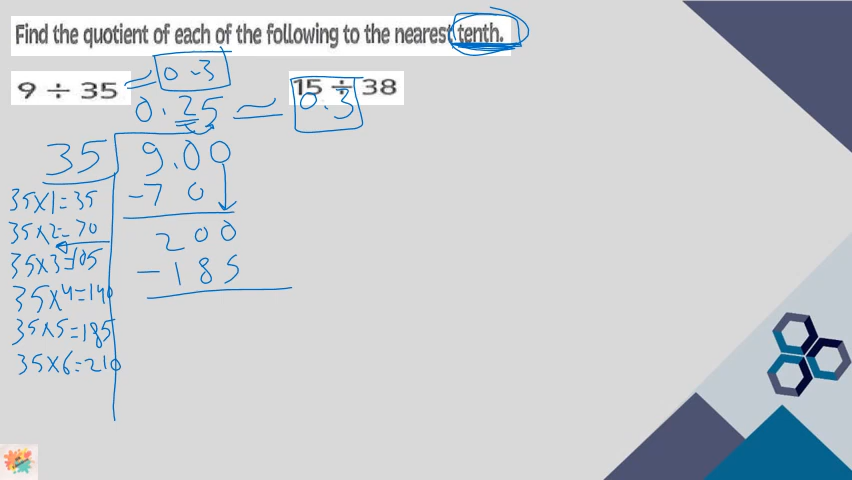 Find the quotient of each of the following to the nearest tenth.
9 ÷ 35 ≃ 0.3
15 ÷ 38
0.25 ≃ 0.3
35 9.00
-7 0
200
-185
35x1=35
35x2=70
35x3=105
35x4=140
35x5=185
35x6=210